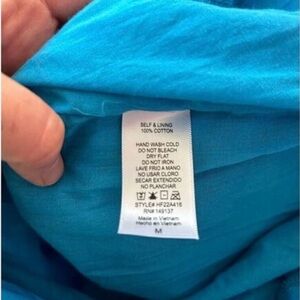 SELF & LINING
100% COTTON
HAND WASH COLD
DO NOT BLEACH
DRY FLAT
DO NOT IRON
LAVE FRIO A MANO
NO USAR CLORO
SECAR EXTENDIDO
NO PLANCHAR
STYLE# HF22A416
RN# 149137
Made in Vietnam
Hecho en Vietnam
M